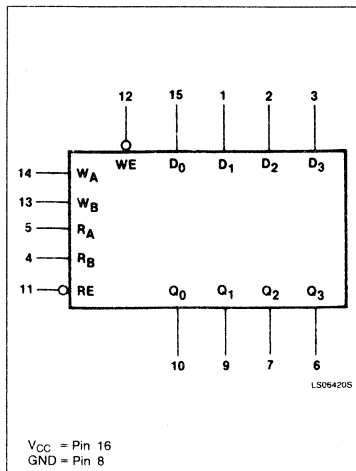 12 15 1 2 3
WE D0 D1 D2 D3
14 WA
13 WB
5 RA
4 RB
11 RE Q0 Q1 Q2 Q3
10 9 7 6
LS06420S
VCC = Pin 16
GND = Pin 8